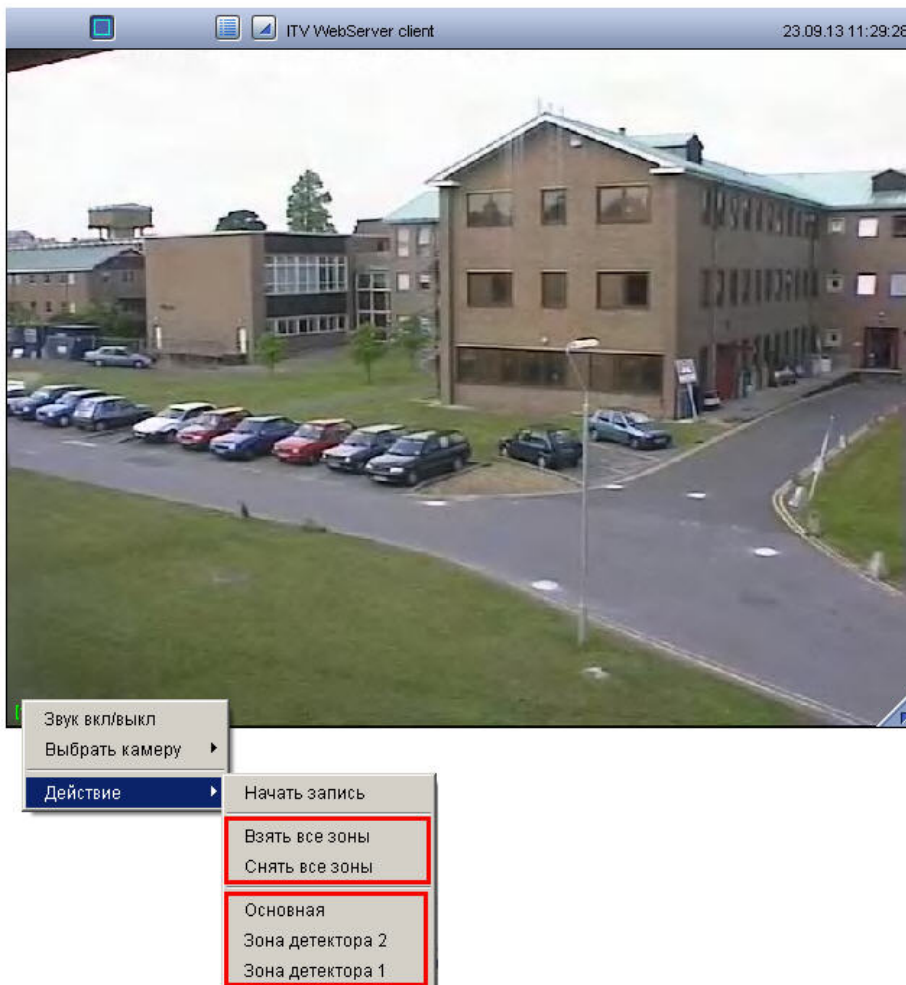 ITV WebServer client
23.09.13 11:29:28
Звук вкл/выкл
Выбрать камеру
Действие
Начать запись
Взять все зоны
Снять все зоны
Основная
Зона детектора 2
Зона детектора 1